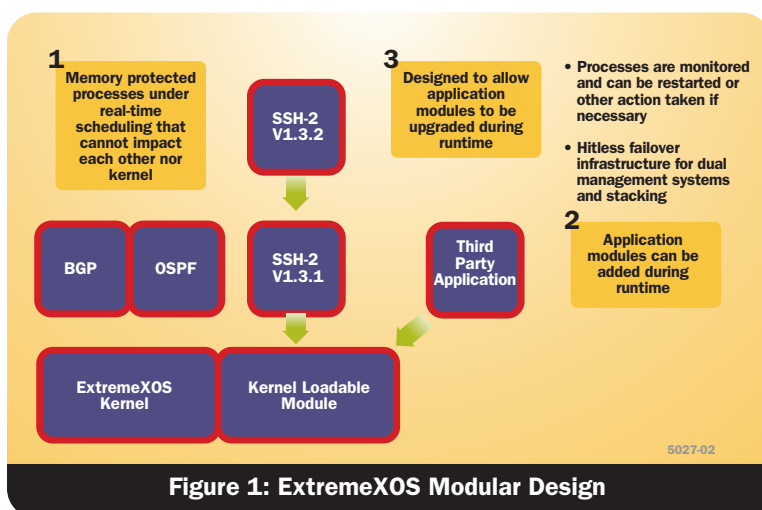 1
Memory protected
processes under
real-time
scheduling that
cannot impact
each other nor
kernel
SSH-2
V1.3.2
3
Designed to allow
application
modules to be
upgraded during
runtime
• Processes are monitored
and can be restarted or
other action taken if
necessary
• Hitless failover
infrastructure for dual
management systems
and stacking
2
Application
modules can be
added during
runtime
BGP
OSPF
SSH-2
V1.3.1
Third
Party
Application
ExtremeXOS
Kernel
Kernel Loadable
Module
5027-02
Figure 1: ExtremeXOS Modular Design